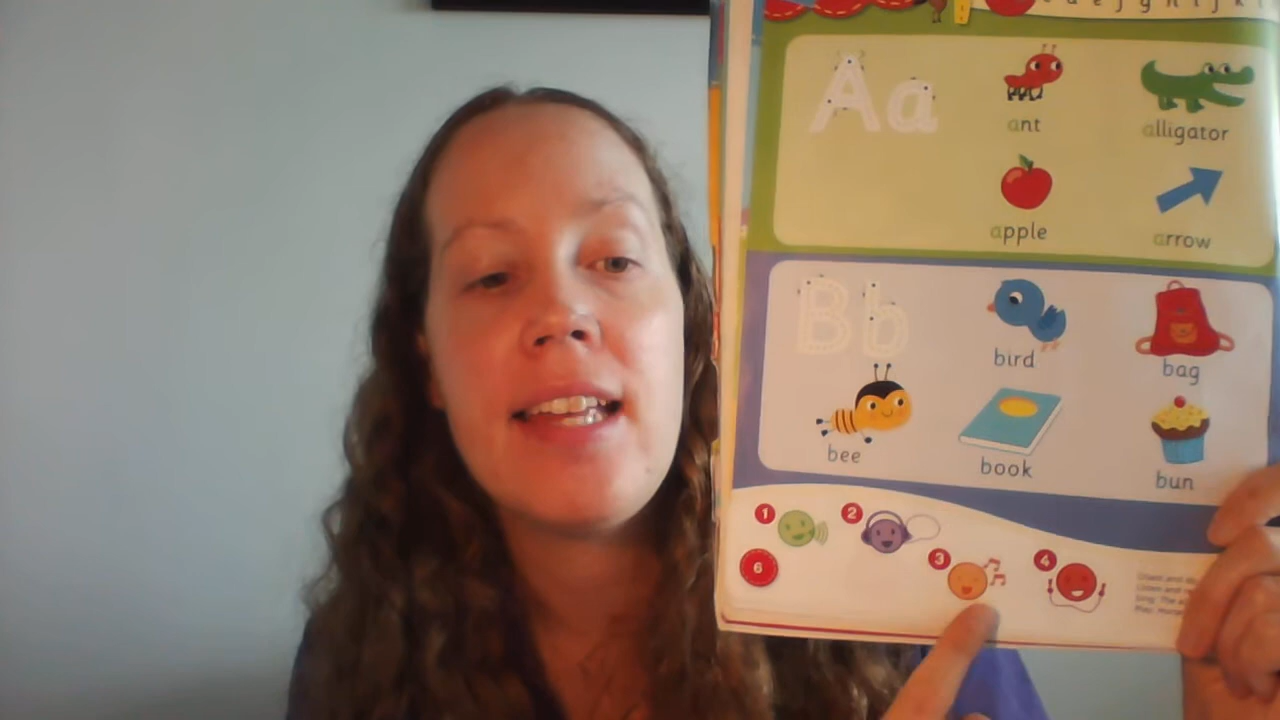 Aa
ant alligator
apple arrow
Bb
bird bag
bee book bun
1 2
3 4
6